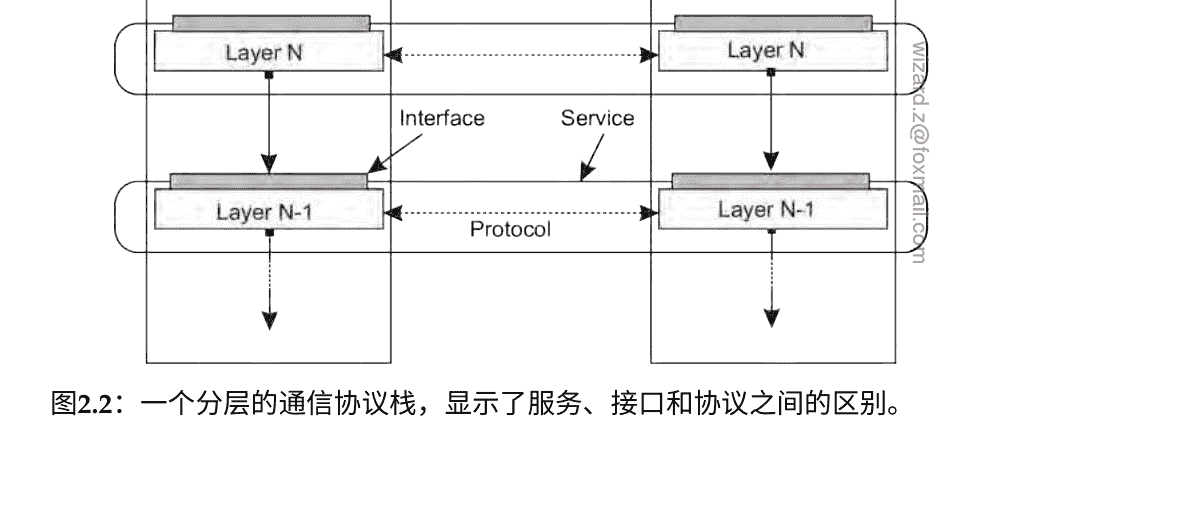 Layer N
Layer N
Interface
Service
Layer N-1
Layer N-1
Protocol
wizard.z@foxmail.com
图2.2：一个分层的通信协议栈，显示了服务、接口和协议之间的区别。